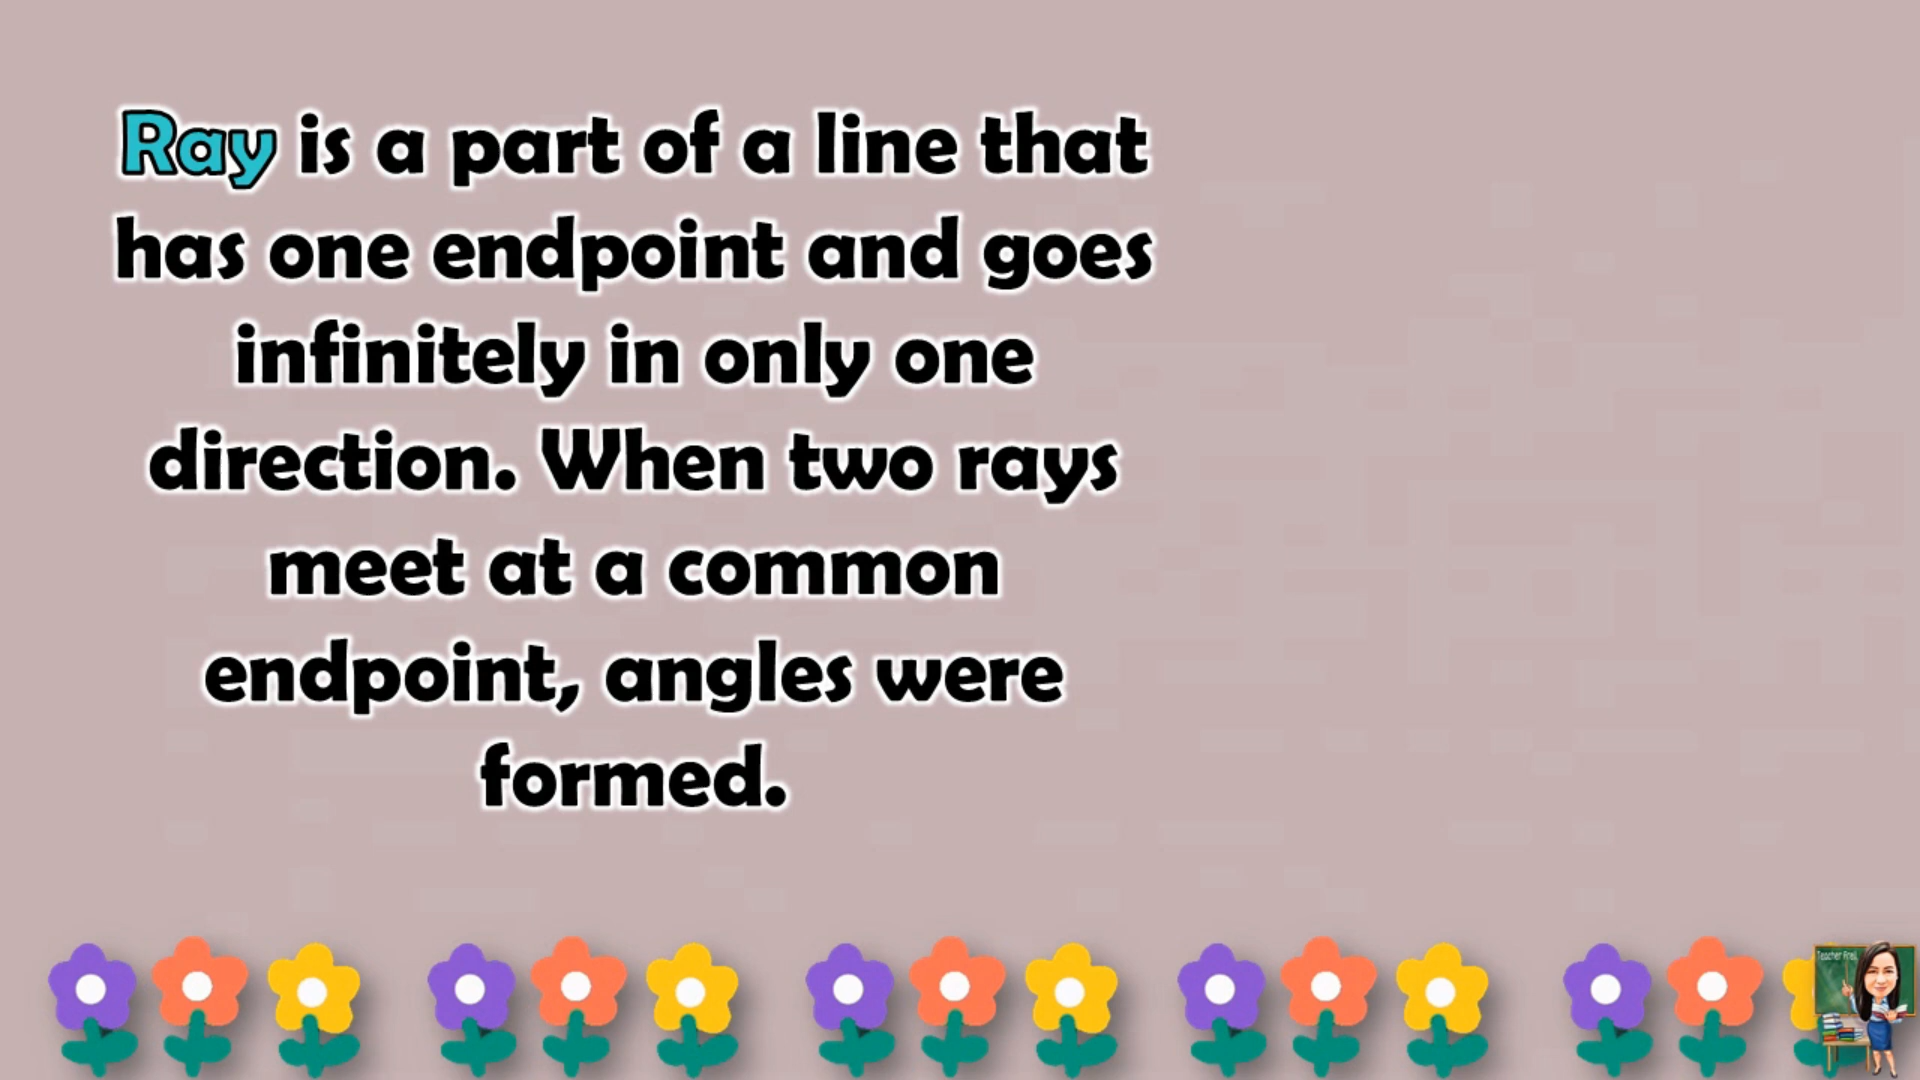 Ray is a part of a line that
has one endpoint and goes
infinitely in only one
direction. When two rays
meet at a common
endpoint, angles were
formed.
Teacher